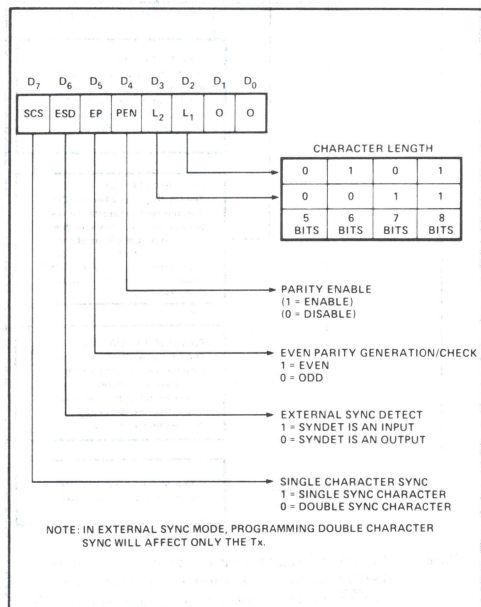 D7 D6 D5 D4 D3 D2 D1 D0
SCS ESD EP PEN L2 L1 O O
CHARACTER LENGTH
0 1 0 1
0 0 1 1
5 6 7 8
BITS BITS BITS BITS
PARITY ENABLE
(1 = ENABLE)
(0 = DISABLE)
EVEN PARITY GENERATION/CHECK
1 = EVEN
0 = ODD
EXTERNAL SYNC DETECT
1 = SYNDET IS AN INPUT
0 = SYNDET IS AN OUTPUT
SINGLE CHARACTER SYNC
1 = SINGLE SYNC CHARACTER
0 = DOUBLE SYNC CHARACTER
NOTE: IN EXTERNAL SYNC MODE, PROGRAMMING DOUBLE CHARACTER
SYNC WILL AFFECT ONLY THE Tx.